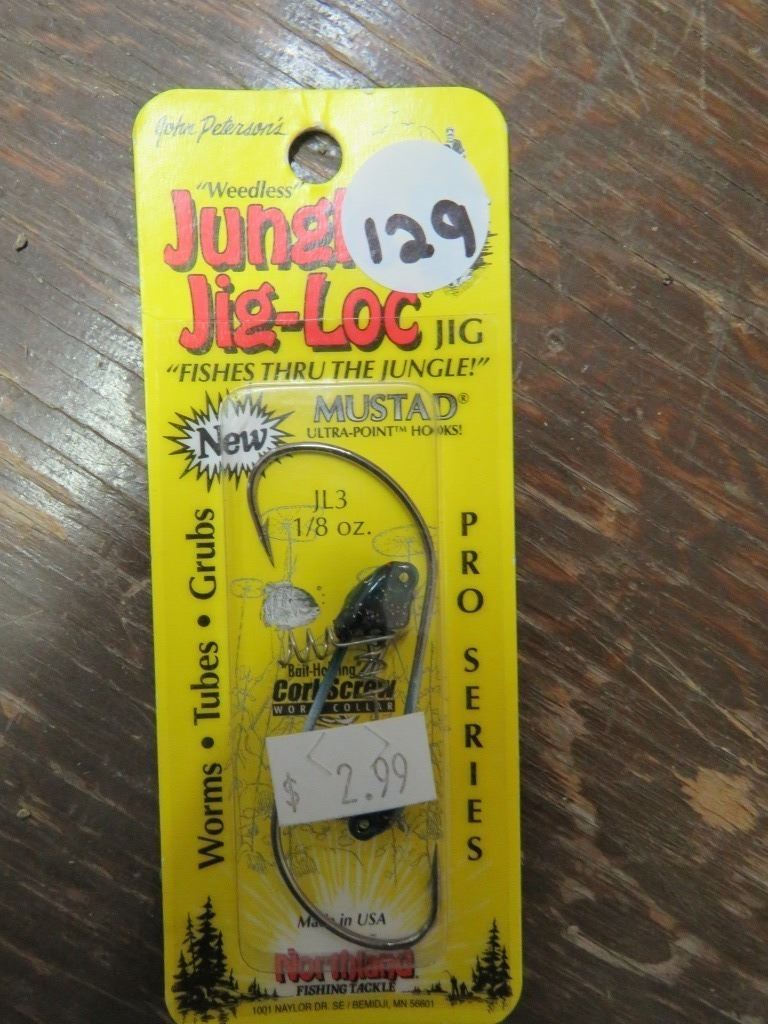 John Peterson's
"Weedless"
129
Jig-Loc JIG
"FISHES THRU THE JUNGLE!"
New
MUSTAD®
ULTRA-POINT™ HOOKS!
JL3
1/8 oz.
Worms • Tubes • Grubs
PRO SERIES
CorkScrew
$ 2.99
Made in USA
Northland
FISHING TACKLE
1001 NAYLOR DR. SE / BEMIDJI, MN 56601